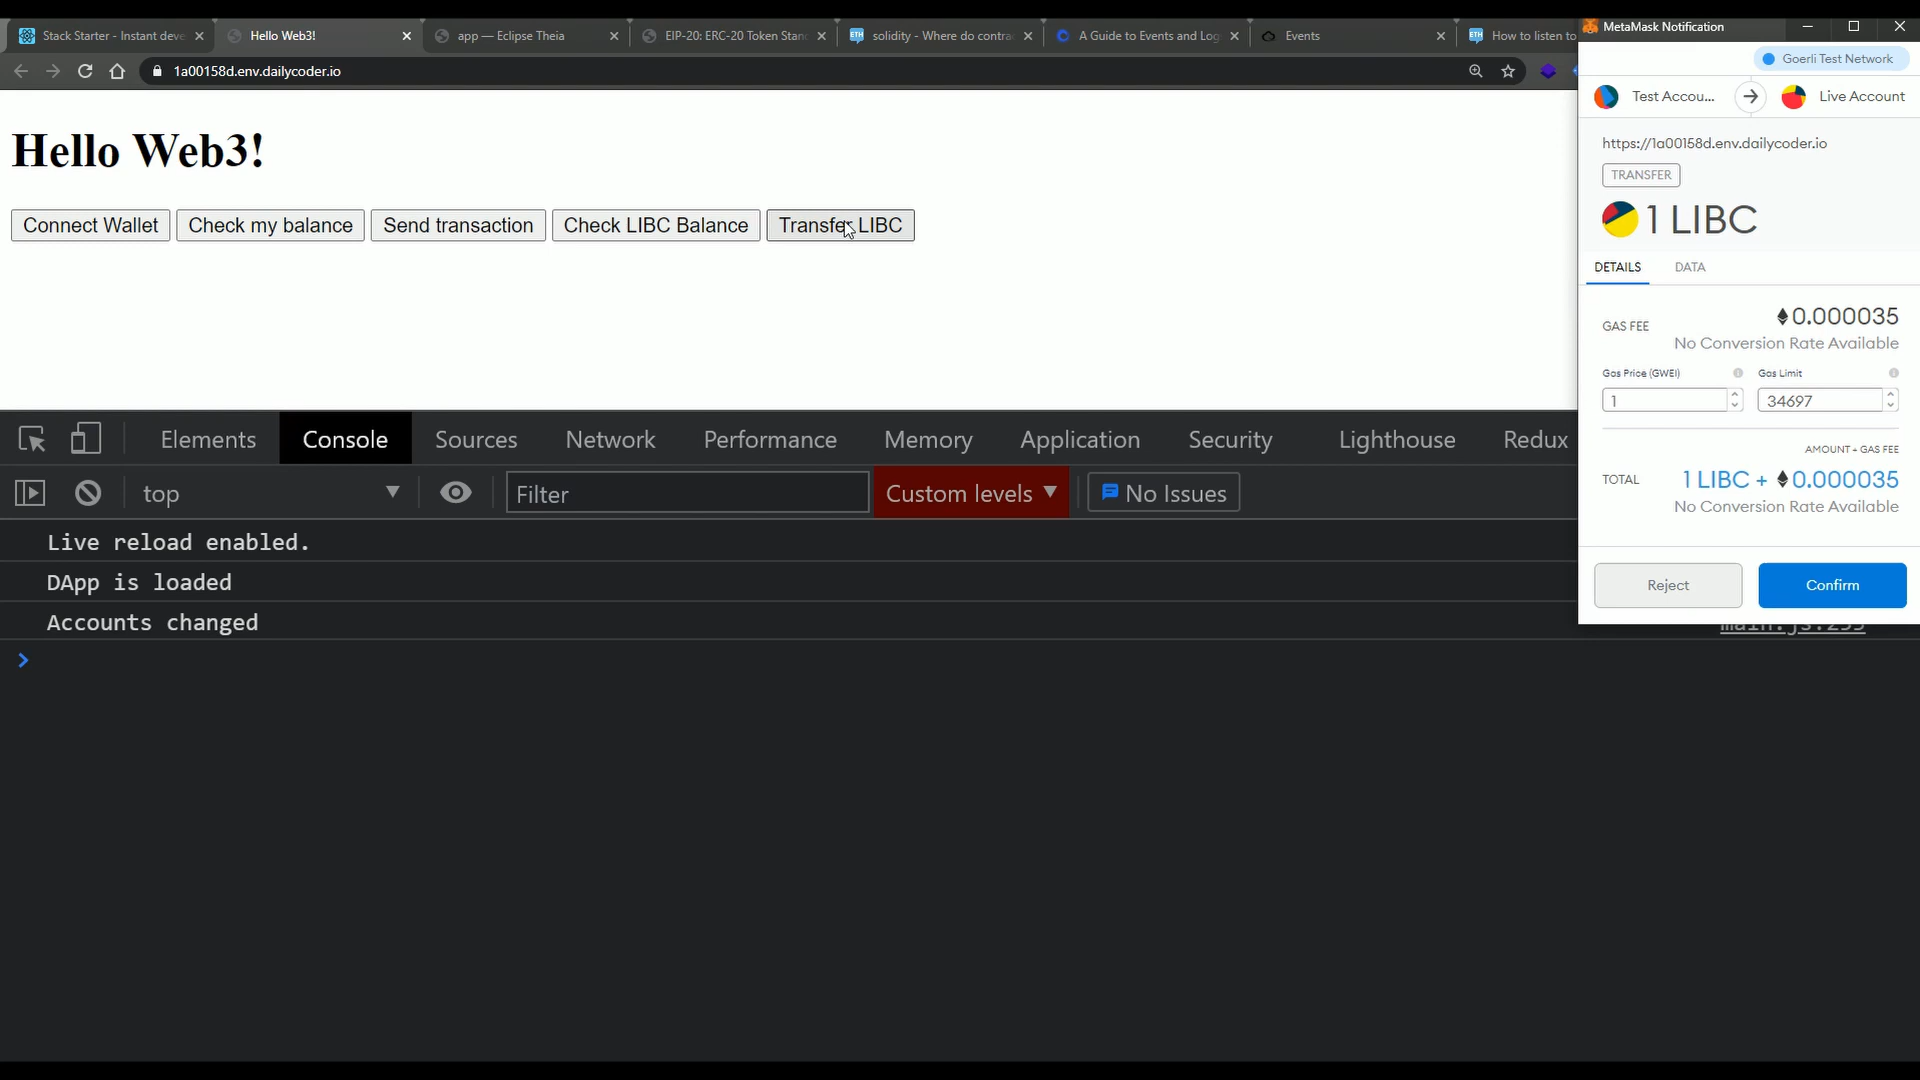 Stack Starter - Instant deve
Hello Web3!
app — Eclipse Theia
EIP-20: ERC-20 Token Stan
solidity - Where do contra
A Guide to Events and Log
Events
How to listen to
1a00158d.env.dailycoder.io
Hello Web3!
Connect Wallet
Check my balance
Send transaction
Check LIBC Balance
Transfer LIBC
MetaMask Notification
Goerli Test Network
Test Accou...
Live Account
https://1a00158d.env.dailycoder.io
TRANSFER
1 LIBC
DETAILS
DATA
GAS FEE
0.000035
No Conversion Rate Available
Gas Price (GWEI)
Gas Limit
1
34697
AMOUNT + GAS FEE
TOTAL
1 LIBC + 0.000035
No Conversion Rate Available
Reject
Confirm
Elements
Console
Sources
Network
Performance
Memory
Application
Security
Lighthouse
Redux
top
Filter
Custom levels
No Issues
Live reload enabled.
DApp is loaded
Accounts changed